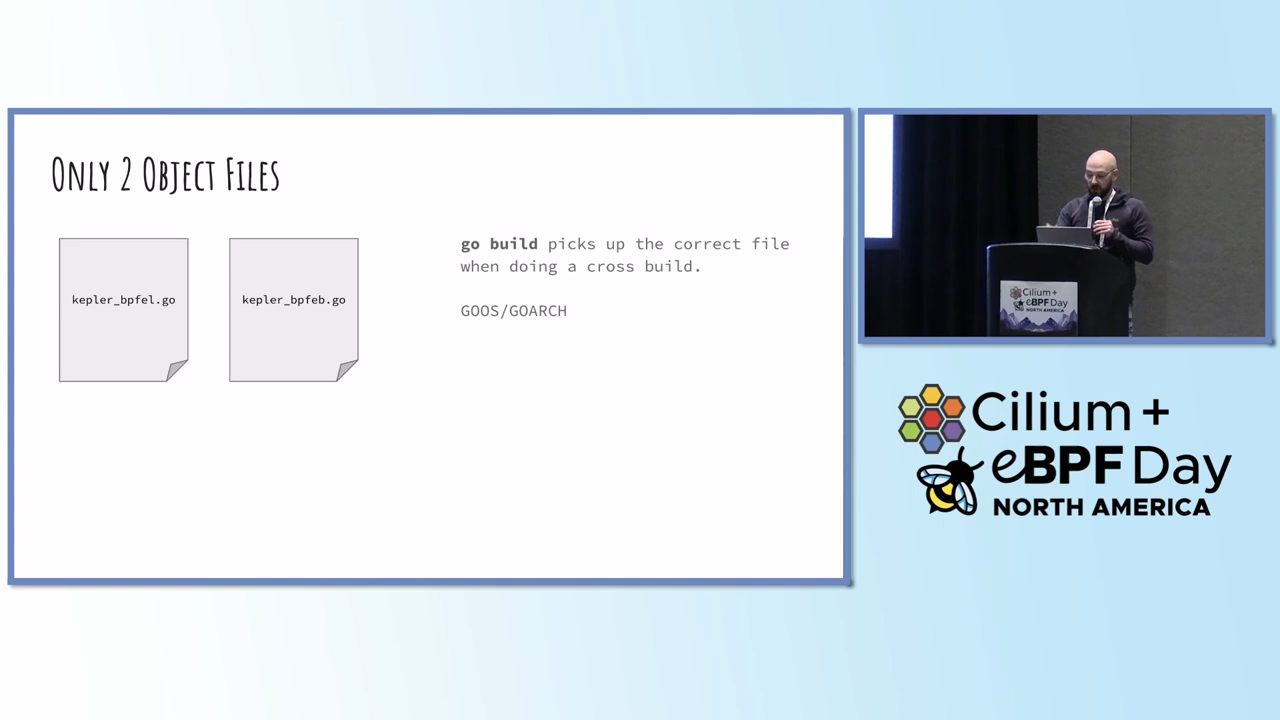 Only 2 Object Files
kepler_bpfel.go
kepler_bpfeb.go
go build picks up the correct file
when doing a cross build.
GOOS/GOARCH
Cilium +
eBPF Day
NORTH AMERICA
Cilium +
eBPF Day
NORTH AMERICA